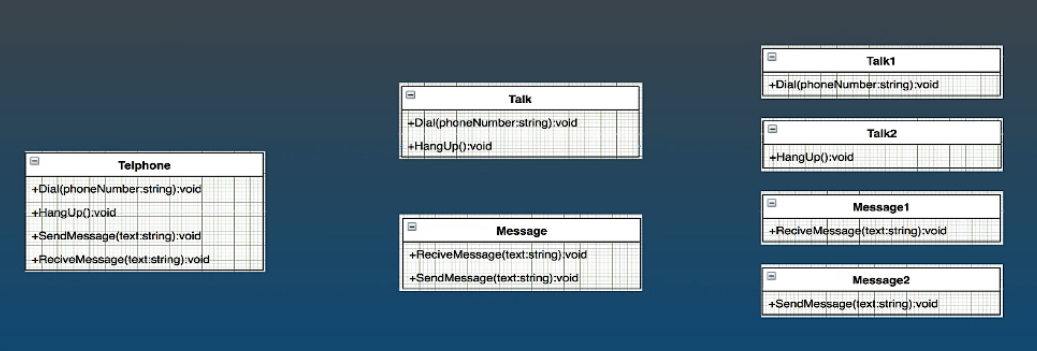 Telphone
+Dial(phoneNumber:string):void
+HangUp():void
+SendMessage(text:string):void
+ReciveMessage(text:string):void
Talk
+Dial(phoneNumber:string):void
+HangUp():void
Message
+ReciveMessage(text:string):void
+SendMessage(text:string):void
Talk1
+Dial(phoneNumber:string):void
Talk2
+HangUp():void
Message1
+ReciveMessage(text:string):void
Message2
+SendMessage(text:string):void